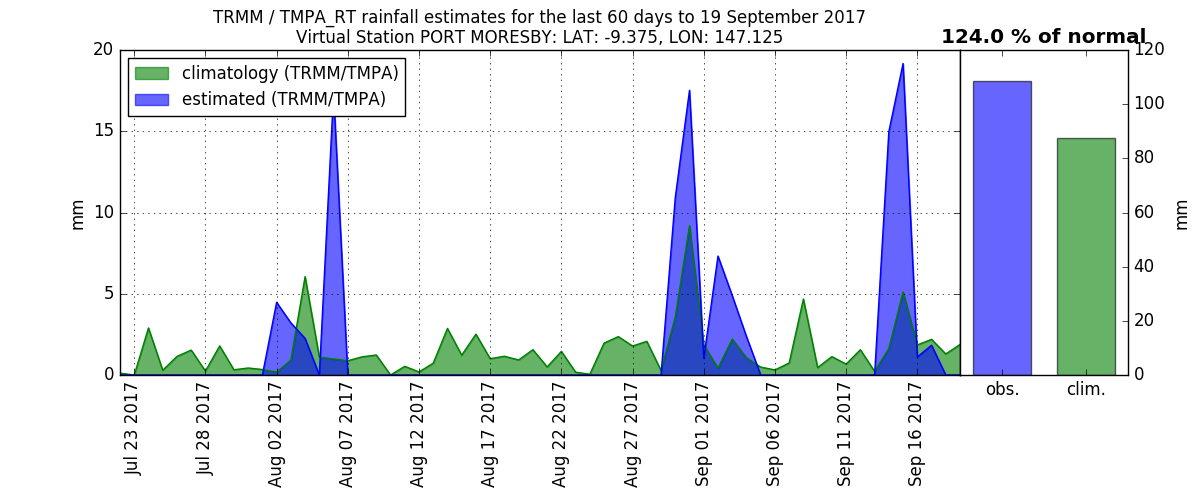 TRMM / TMPA_RT rainfall estimates for the last 60 days to 19 September 2017
Virtual Station PORT MORESBY: LAT: -9.375, LON: 147.125
124.0 % of normal
climatology (TRMM/TMPA)
estimated (TRMM/TMPA)
20
15
10
5
0
mm
120
100
80
60
40
20
0
mm
obs.
clim.
Jul 23 2017
Jul 28 2017
Aug 02 2017
Aug 07 2017
Aug 12 2017
Aug 17 2017
Aug 22 2017
Aug 27 2017
Sep 01 2017
Sep 06 2017
Sep 11 2017
Sep 16 2017